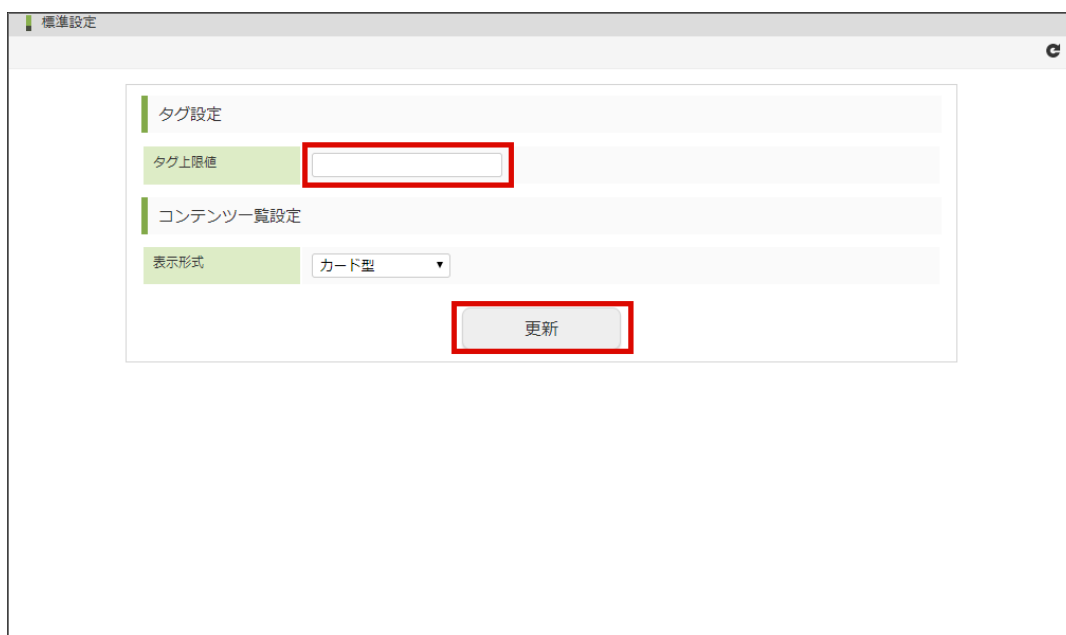 標準設定
タグ設定
タグ上限値
コンテンツ一覧設定
表示形式
カード型
更新